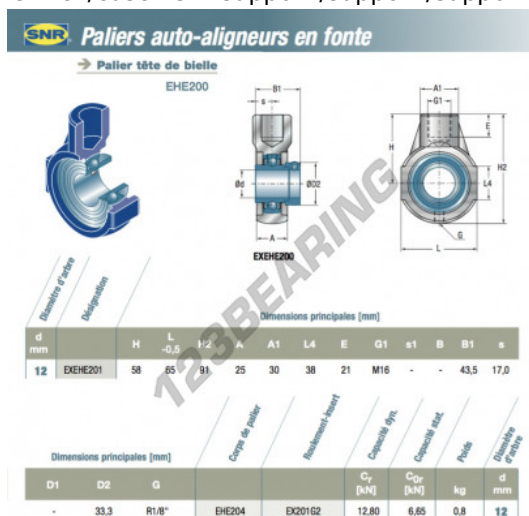 SNR Paliers auto-aligneurs en fonte
Palier tête de bielle
EHE200
B1
s
Ød
ØD2
A
EXEHE200
A1
G1
E
H
H2
L4
G
L
123BEARING
Diamètre d'arbre
Désignation
Dimensions principales [mm]
d mm H L -0,5 H2 A A1 L4 E G1 s1 B B1 s
12 EXEHE201 58 65 91 25 30 38 21 M16 - - 43,5 17,0
Dimensions principales [mm]
Corps de palier
Roulement-insert
Capacité dyn.
Capacité stat.
Poids
Diamètre d'arbre
D1 D2 G Cr [kN] C0r [kN] kg d mm
- 33,3 R1/8" EHE204 EX201G2 12,80 6,65 0,8 12